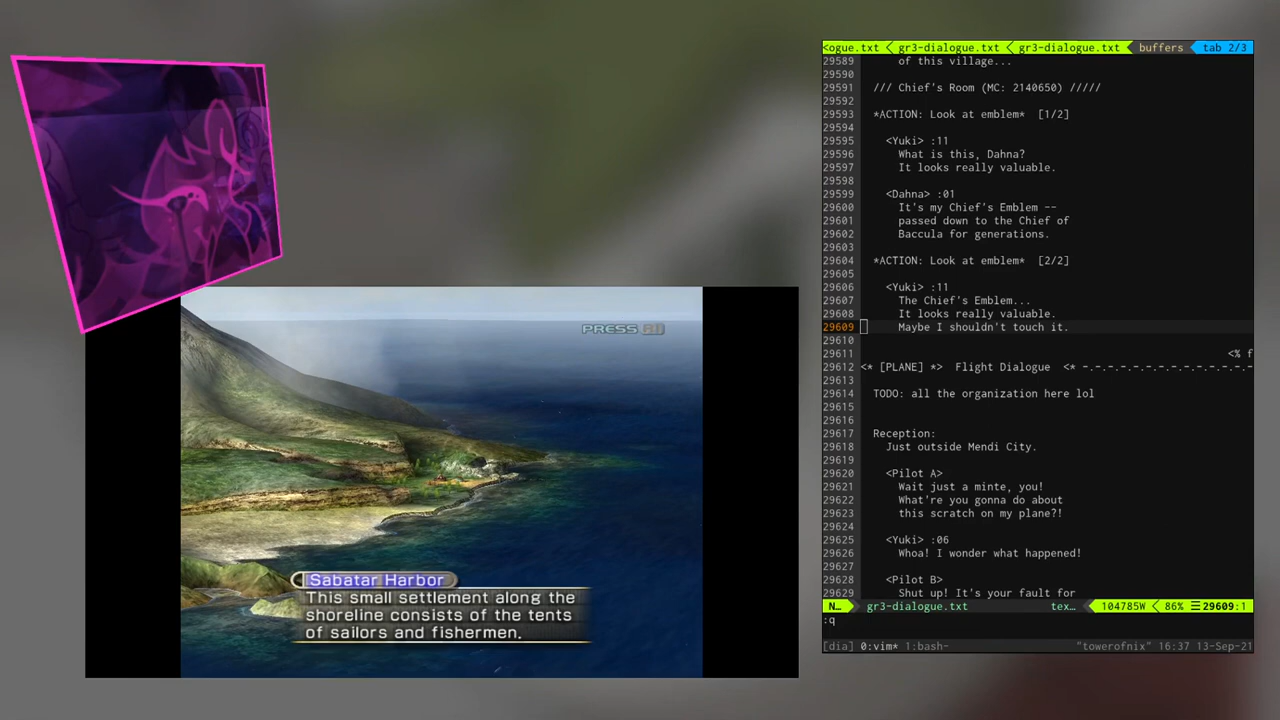 PRESS R1
Sabatar Harbor
This small settlement along the
shoreline consists of the tents
of sailors and fishermen.
<ogue.txt < gr3-dialogue.txt < gr3-dialogue.txt buffers tab 2/3
29589 of this village...
29590
29591 /// Chief's Room (MC: 2140650) /////
29592
29593 *ACTION: Look at emblem* [1/2]
29594
29595 <Yuki> :11
29596 What is this, Dahna?
29597 It looks really valuable.
29598
29599 <Dahna> :01
29600 It's my Chief's Emblem --
29601 passed down to the Chief of
29602 Baccula for generations.
29603
29604 *ACTION: Look at emblem* [2/2]
29605
29606 <Yuki> :11
29607 The Chief's Emblem...
29608 It looks really valuable.
29609 Maybe I shouldn't touch it.
29610
29611 <% f
29612 <* [PLANE] *> Flight Dialogue <* -.-.-.-.-.-.-.-.-.-.-.-.-.-
29613
29614 TODO: all the organization here lol
29615
29616
29617 Reception:
29618 Just outside Mendi City.
29619
29620 <Pilot A>
29621 Wait just a minte, you!
29622 What're you gonna do about
29623 this scratch on my plane?!
29624
29625 <Yuki> :06
29626 Whoa! I wonder what happened!
29627
29628 <Pilot B>
29629 Shut up! It's your fault for
N… gr3-dialogue.txt tex… 104785W < 86% ☰29609:1
:q
[dia] 0:vim* 1:bash- "towerofnix" 16:37 13-Sep-21